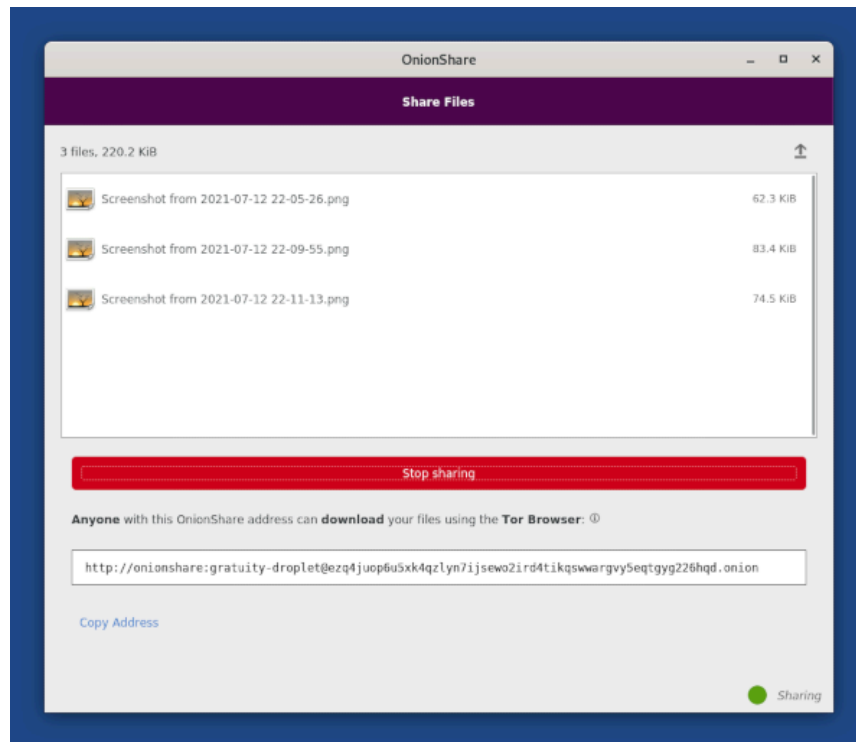 OnionShare
Share Files
3 files, 220.2 KiB
Screenshot from 2021-07-12 22-05-26.png 62.3 KiB
Screenshot from 2021-07-12 22-09-55.png 83.4 KiB
Screenshot from 2021-07-12 22-11-13.png 74.5 KiB
Stop sharing
Anyone with this OnionShare address can download your files using the Tor Browser:
http://onionshare:gratuity-droplet@ezq4juop6u5xk4qzlyn7ijsewo2ird4tikqswwargvy5eqtgyg226hqd.onion
Copy Address
Sharing